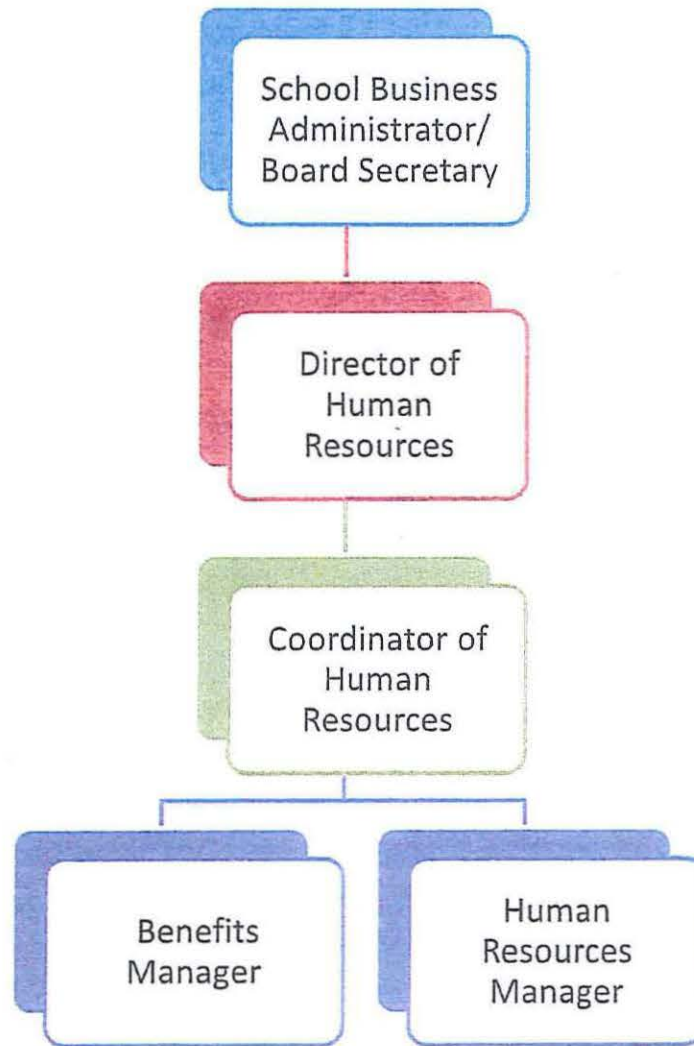 School Business
Administrator/
Board Secretary
Director of
Human
Resources
Coordinator of
Human
Resources
Benefits
Manager
Human
Resources
Manager